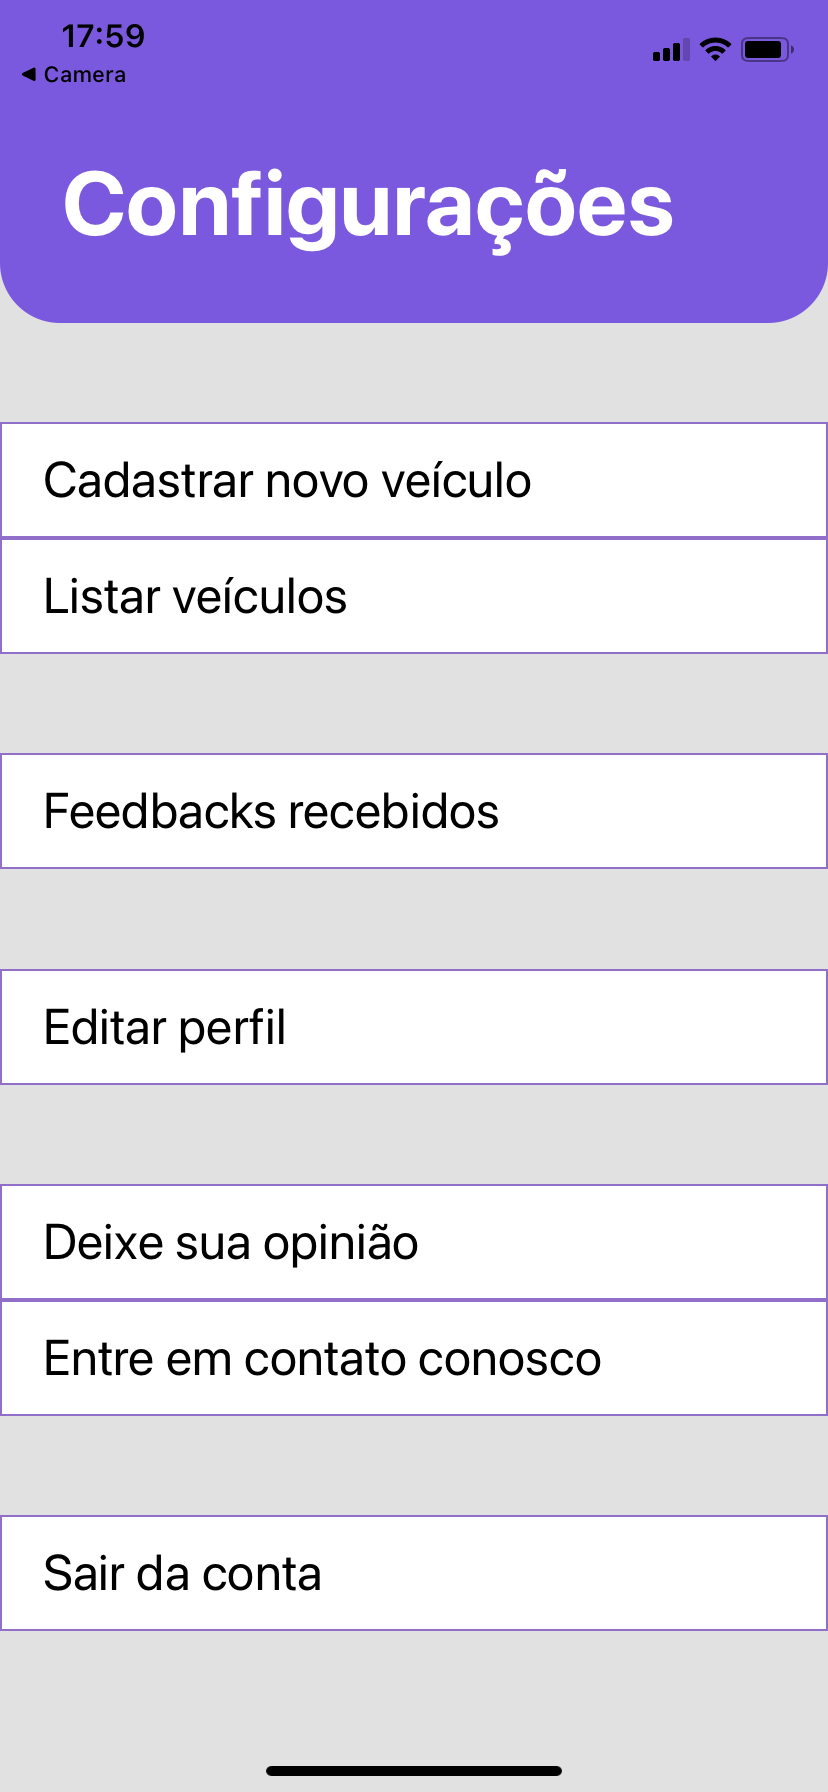 17:59
◀ Camera
Configurações
Cadastrar novo veículo
Listar veículos
Feedbacks recebidos
Editar perfil
Deixe sua opinião
Entre em contato conosco
Sair da conta